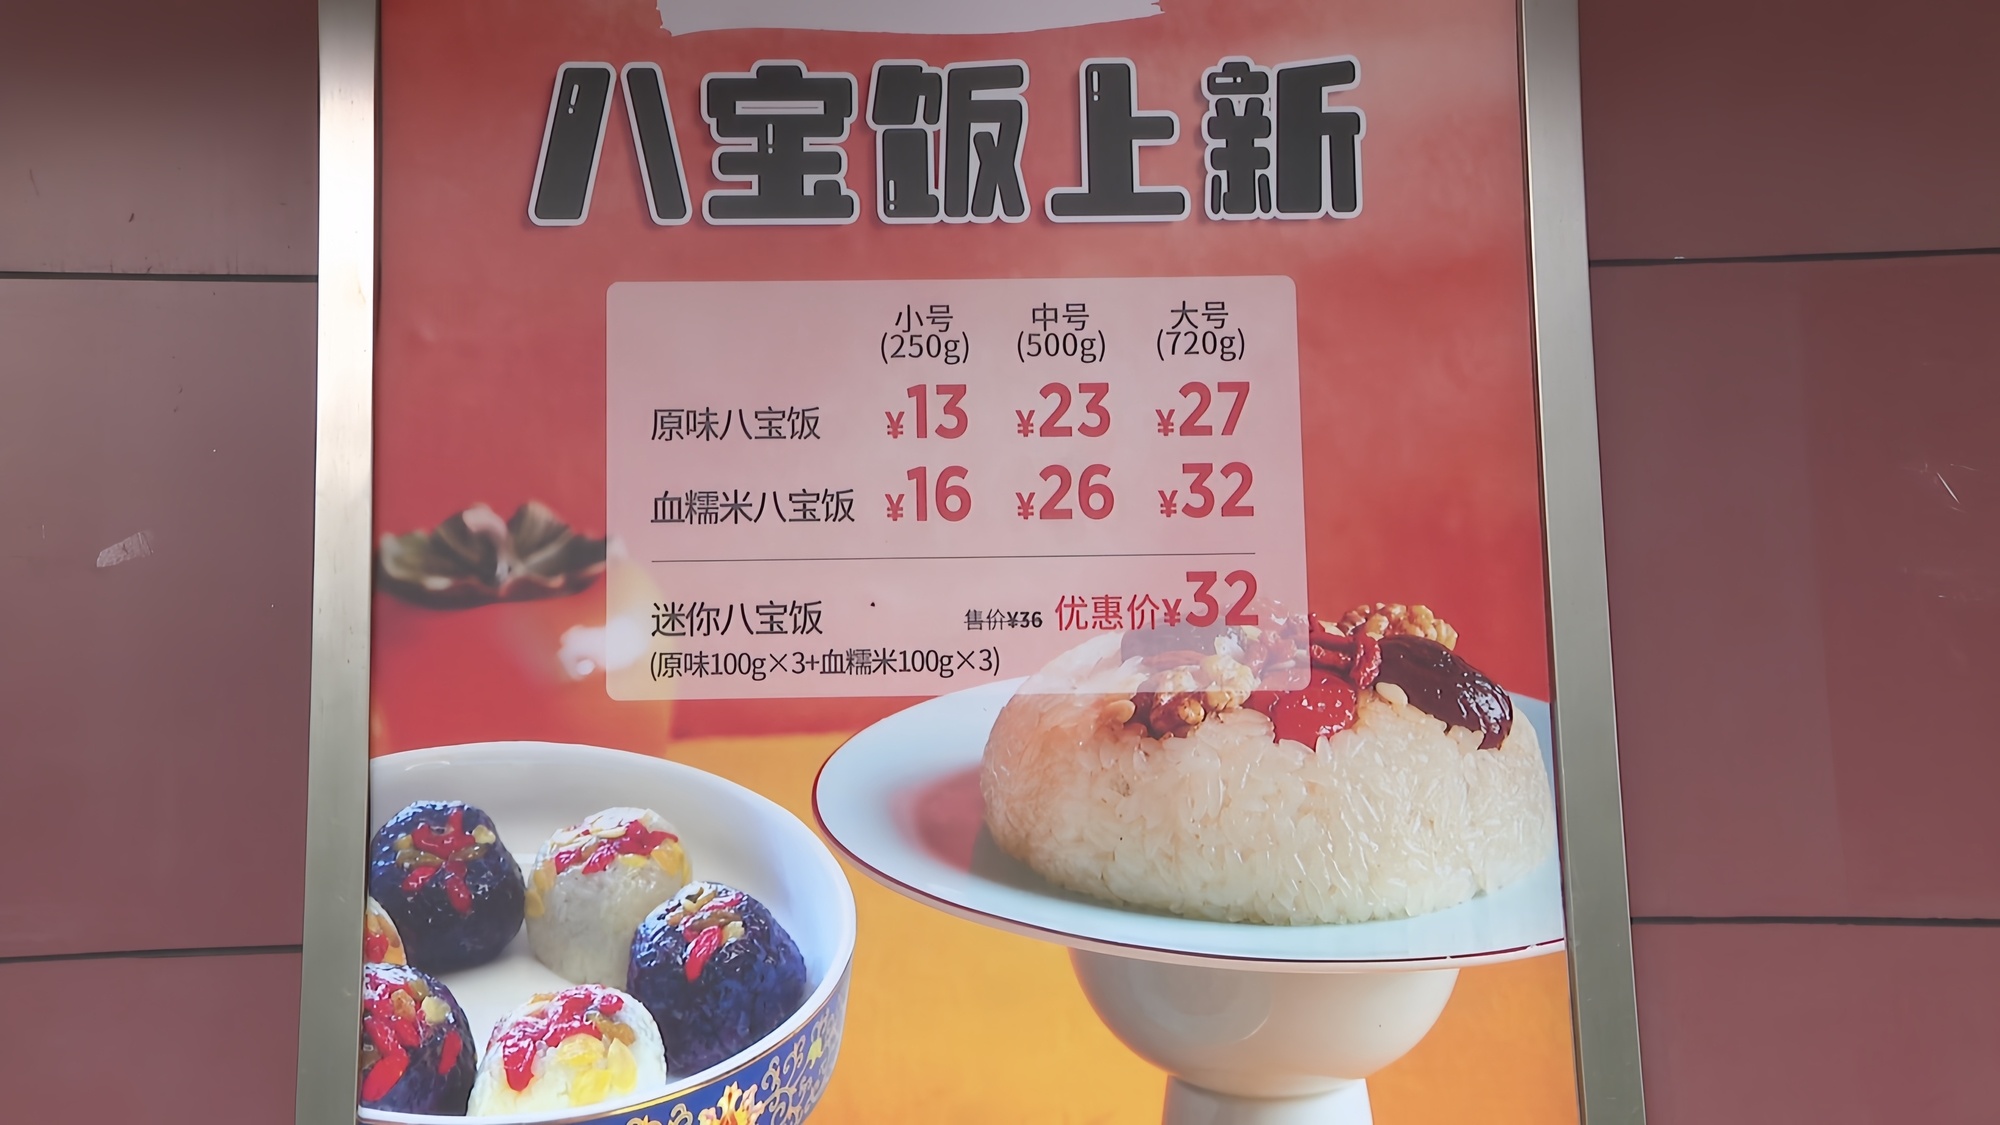 八宝饭上新
小号 中号 大号
(250g) (500g) (720g)
原味八宝饭 ¥13 ¥23 ¥27
血糯米八宝饭 ¥16 ¥26 ¥32
迷你八宝饭 售价¥36 优惠价¥32
(原味100g×3+血糯米100g×3)